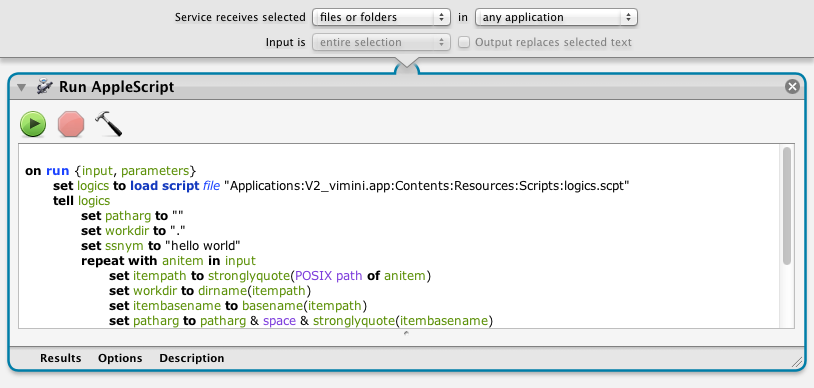 Service receives selected files or folders in any application
Input is entire selection Output replaces selected text
Run AppleScript
on run {input, parameters}
set logics to load script file "Applications:V2_vimini.app:Contents:Resources:Scripts:logics.scpt"
tell logics
set patharg to ""
set workdir to "."
set ssnym to "hello world"
repeat with anitem in input
set itempath to stronglyquote(POSIX path of anitem)
set workdir to dirname(itempath)
set itembasename to basename(itempath)
set patharg to patharg & space & stronglyquote(itembasename)
Results Options Description